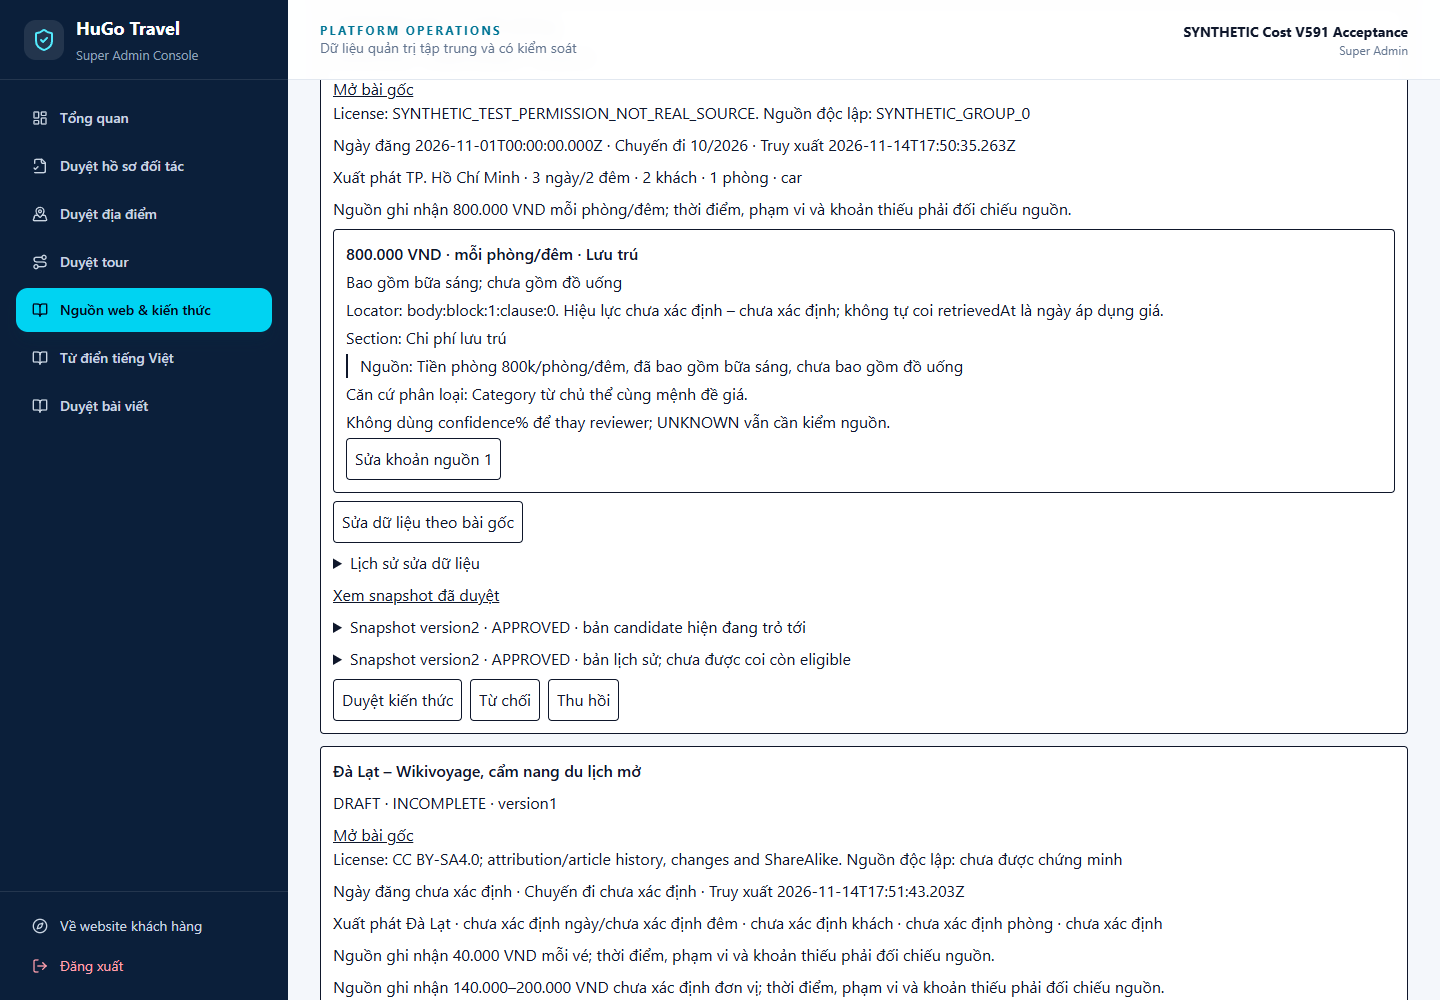 HuGo Travel
Super Admin Console
Tổng quan
Duyệt hồ sơ đối tác
Duyệt địa điểm
Duyệt tour
Nguồn web & kiến thức
Từ điển tiếng Việt
Duyệt bài viết
Về website khách hàng
Đăng xuất
PLATFORM OPERATIONS
Dữ liệu quản trị tập trung và có kiểm soát
SYNTHETIC Cost V591 Acceptance
Super Admin
Mở bài gốc
License: SYNTHETIC_TEST_PERMISSION_NOT_REAL_SOURCE. Nguồn độc lập: SYNTHETIC_GROUP_0
Ngày đăng 2026-11-01T00:00:00.000Z · Chuyến đi 10/2026 · Truy xuất 2026-11-14T17:50:35.263Z
Xuất phát TP. Hồ Chí Minh · 3 ngày/2 đêm · 2 khách · 1 phòng · car
Nguồn ghi nhận 800.000 VND mỗi phòng/đêm; thời điểm, phạm vi và khoản thiếu phải đối chiếu nguồn.
800.000 VND · mỗi phòng/đêm · Lưu trú
Bao gồm bữa sáng; chưa gồm đồ uống
Locator: body:block:1:clause:0. Hiệu lực chưa xác định – chưa xác định; không tự coi retrievedAt là ngày áp dụng giá.
Section: Chi phí lưu trú
Nguồn: Tiền phòng 800k/phòng/đêm, đã bao gồm bữa sáng, chưa bao gồm đồ uống
Căn cứ phân loại: Category từ chủ thể cùng mệnh đề giá.
Không dùng confidence% để thay reviewer; UNKNOWN vẫn cần kiểm nguồn.
Sửa khoản nguồn 1
Sửa dữ liệu theo bài gốc
Lịch sử sửa dữ liệu
Xem snapshot đã duyệt
Snapshot version2 · APPROVED · bản candidate hiện đang trỏ tới
Snapshot version2 · APPROVED · bản lịch sử; chưa được coi còn eligible
Duyệt kiến thức
Từ chối
Thu hồi
Đà Lạt – Wikivoyage, cẩm nang du lịch mở
DRAFT · INCOMPLETE · version1
Mở bài gốc
License: CC BY-SA4.0; attribution/article history, changes and ShareAlike. Nguồn độc lập: chưa được chứng minh
Ngày đăng chưa xác định · Chuyến đi chưa xác định · Truy xuất 2026-11-14T17:51:43.203Z
Xuất phát Đà Lạt · chưa xác định ngày/chưa xác định đêm · chưa xác định khách · chưa xác định phòng · chưa xác định
Nguồn ghi nhận 40.000 VND mỗi vé; thời điểm, phạm vi và khoản thiếu phải đối chiếu nguồn.
Nguồn ghi nhận 140.000–200.000 VND chưa xác định đơn vị; thời điểm, phạm vi và khoản thiếu phải đối chiếu nguồn.